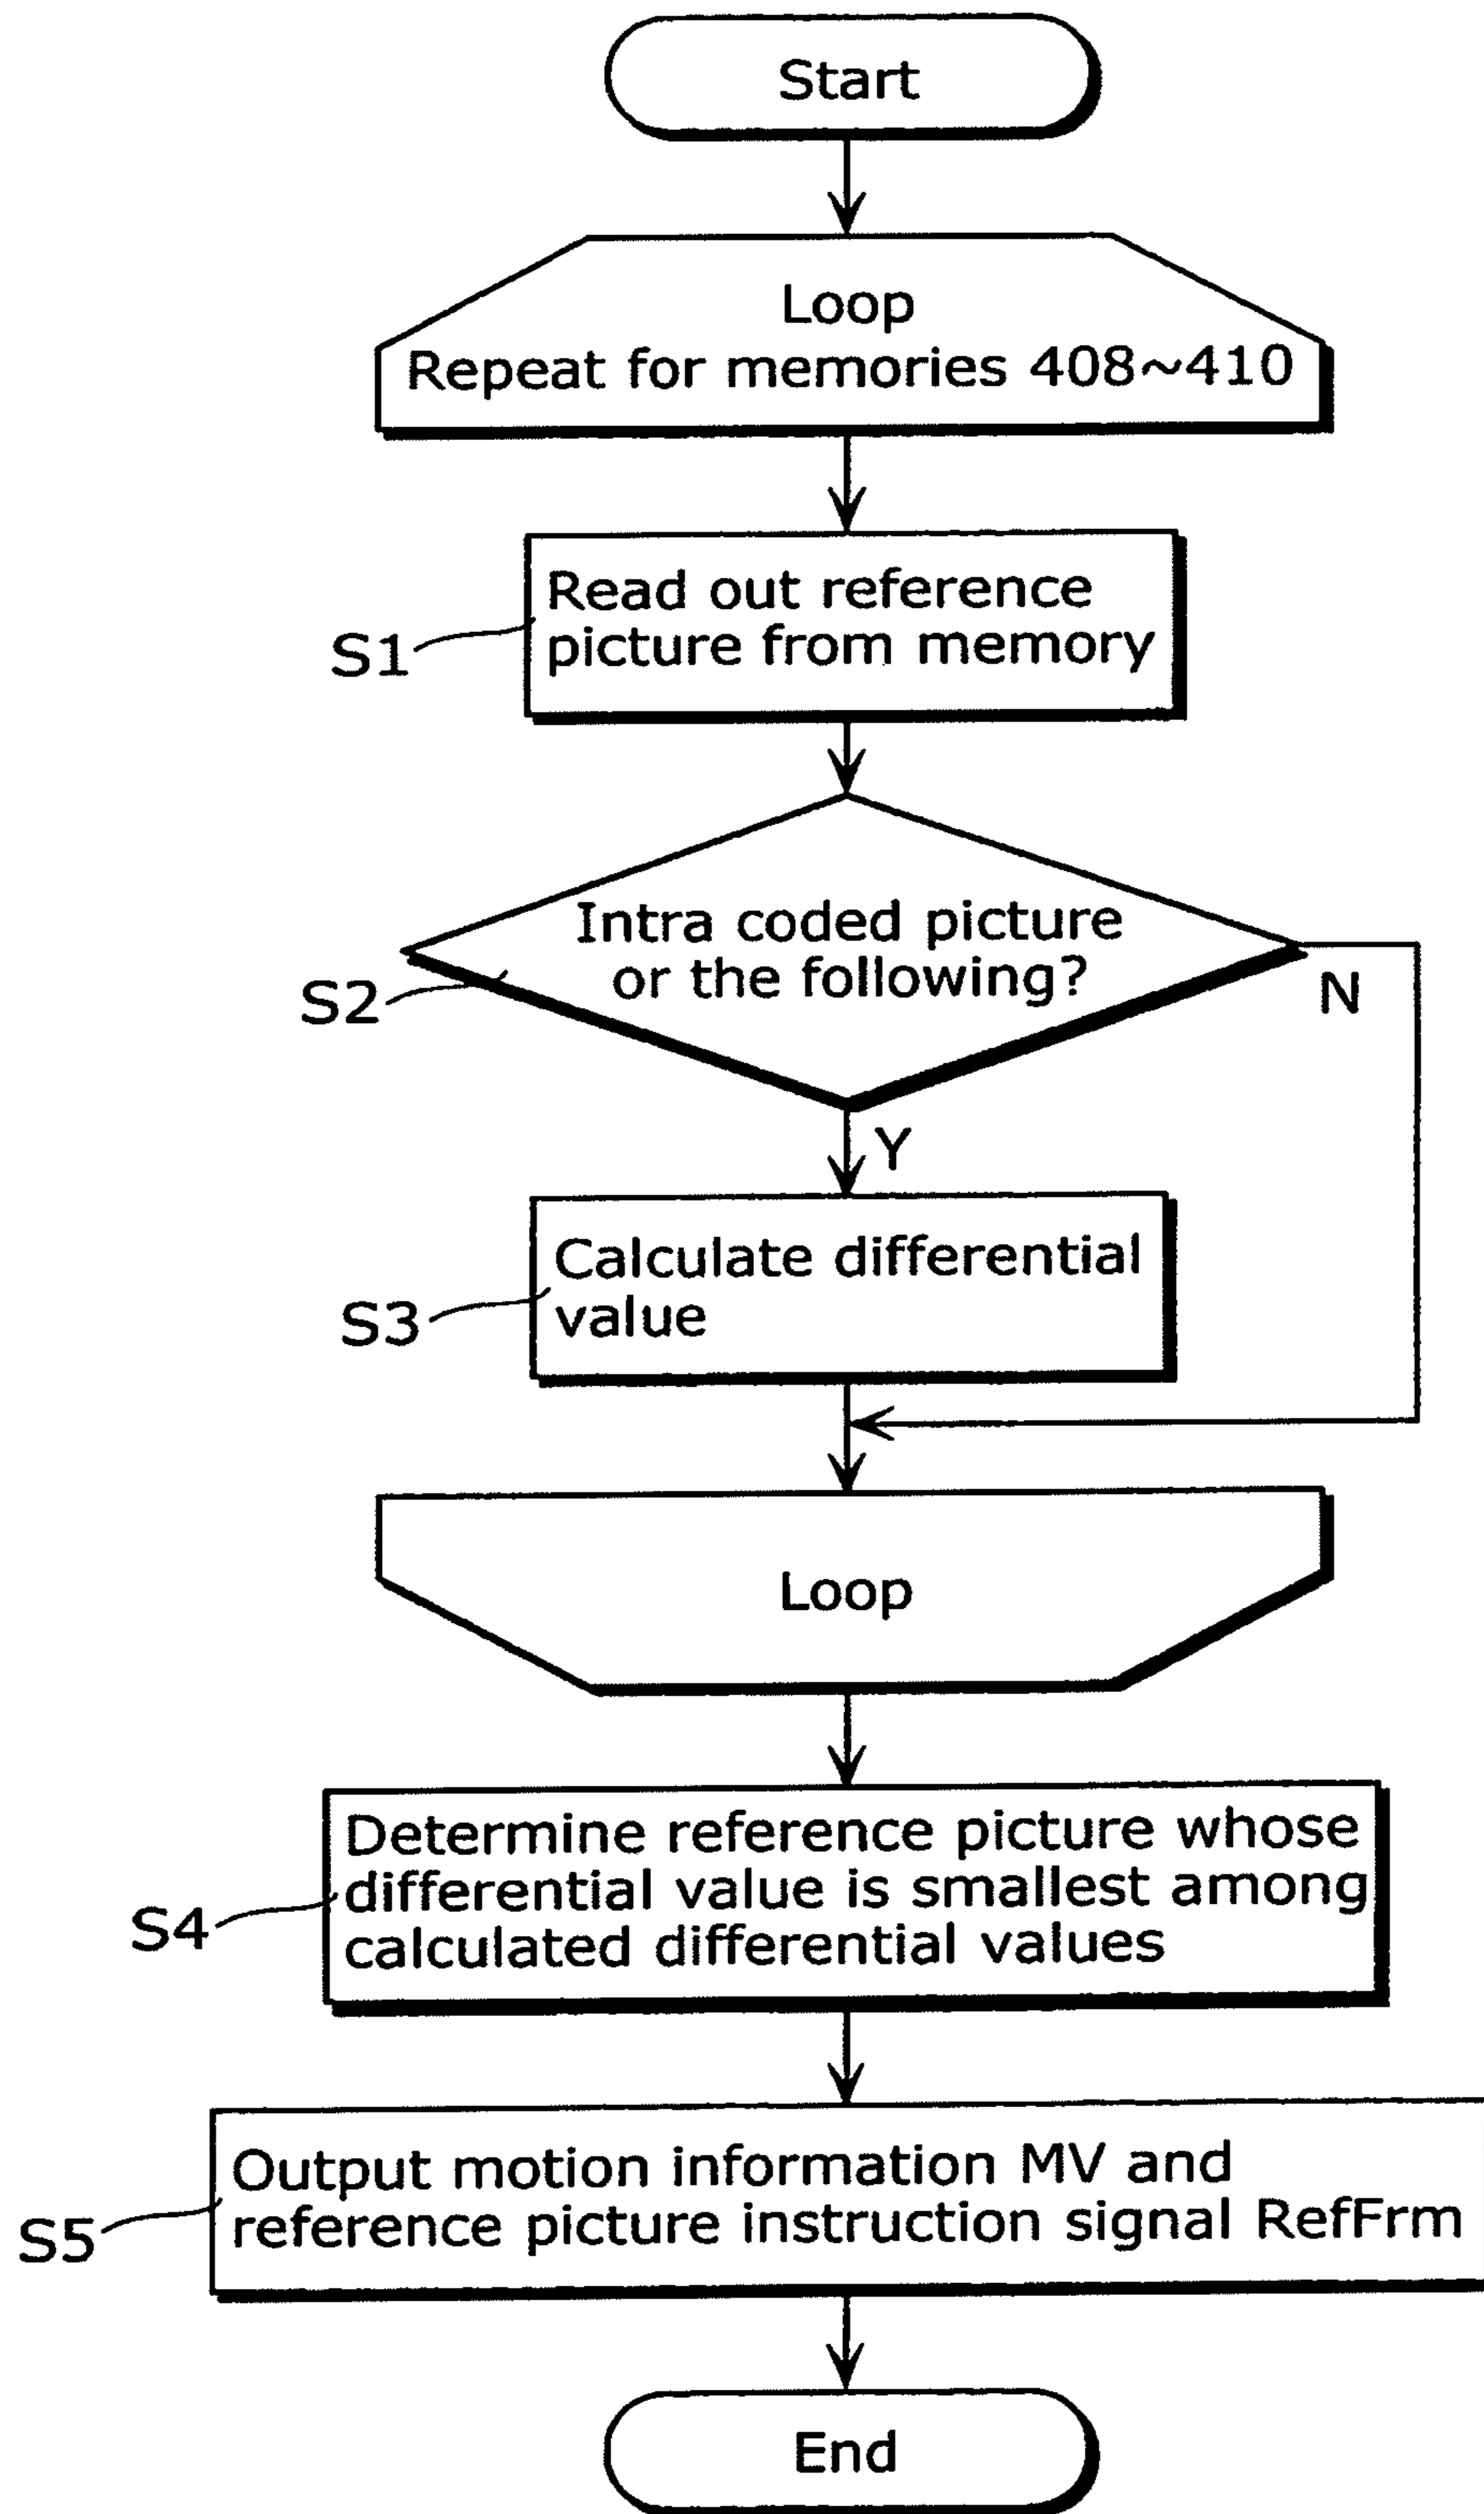 Start
Loop
Repeat for memories 408~410
Read out reference
picture from memory
S1
Intra coded picture
or the following?
S2
N
Y
Calculate differential
value
S3
Loop
Determine reference picture whose
differential value is smallest among
calculated differential values
S4
Output motion information MV and
reference picture instruction signal RefFrm
S5
End